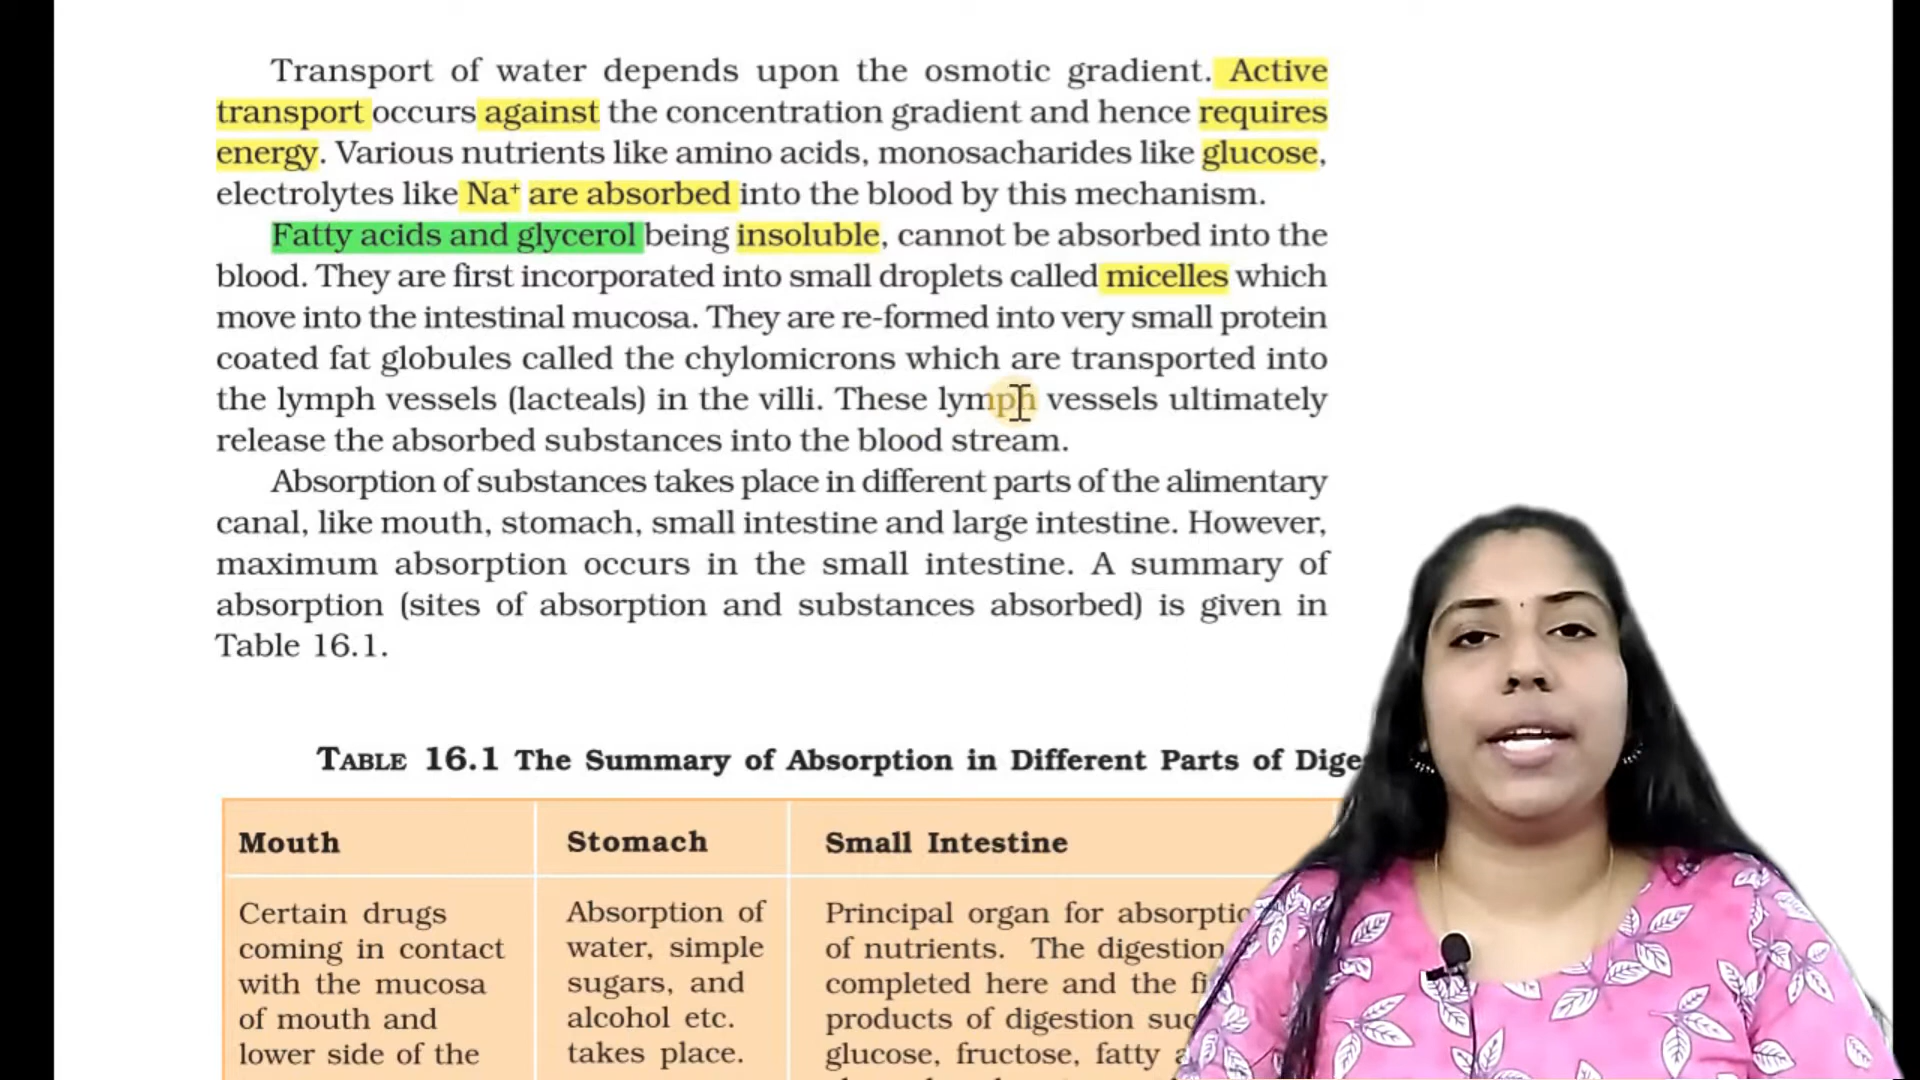 Transport of water depends upon the osmotic gradient. Active
transport occurs against the concentration gradient and hence requires
energy. Various nutrients like amino acids, monosacharides like glucose,
electrolytes like Na⁺ are absorbed into the blood by this mechanism.
Fatty acids and glycerol being insoluble, cannot be absorbed into the
blood. They are first incorporated into small droplets called micelles which
move into the intestinal mucosa. They are re-formed into very small protein
coated fat globules called the chylomicrons which are transported into
the lymph vessels (lacteals) in the villi. These lymph vessels ultimately
release the absorbed substances into the blood stream.
Absorption of substances takes place in different parts of the alimentary
canal, like mouth, stomach, small intestine and large intestine. However,
maximum absorption occurs in the small intestine. A summary of
absorption (sites of absorption and substances absorbed) is given in
Table 16.1.
TABLE 16.1 The Summary of Absorption in Different Parts of Dige
Mouth
Certain drugs
coming in contact
with the mucosa
of mouth and
lower side of the
Stomach
Absorption of
water, simple
sugars, and
alcohol etc.
takes place.
Small Intestine
Principal organ for absorptio
of nutrients. The digestion
completed here and the fi
products of digestion suc
glucose, fructose, fatty a